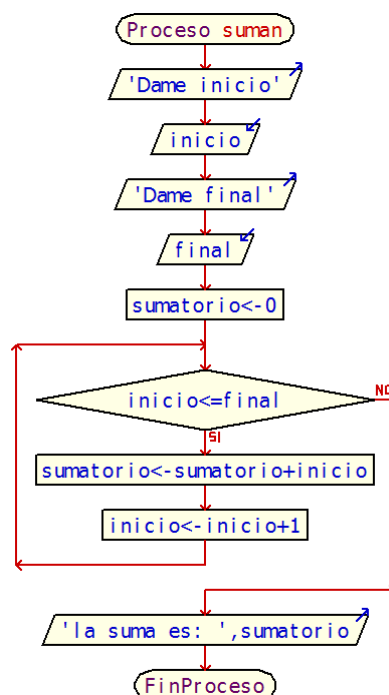 Proceso suman
'Dame inicio'
inicio
'Dame final'
final
sumatorio<-0
inicio<=final
NO
SI
sumatorio<-sumatorio+inicio
inicio<-inicio+1
'la suma es: ',sumatorio
FinProceso